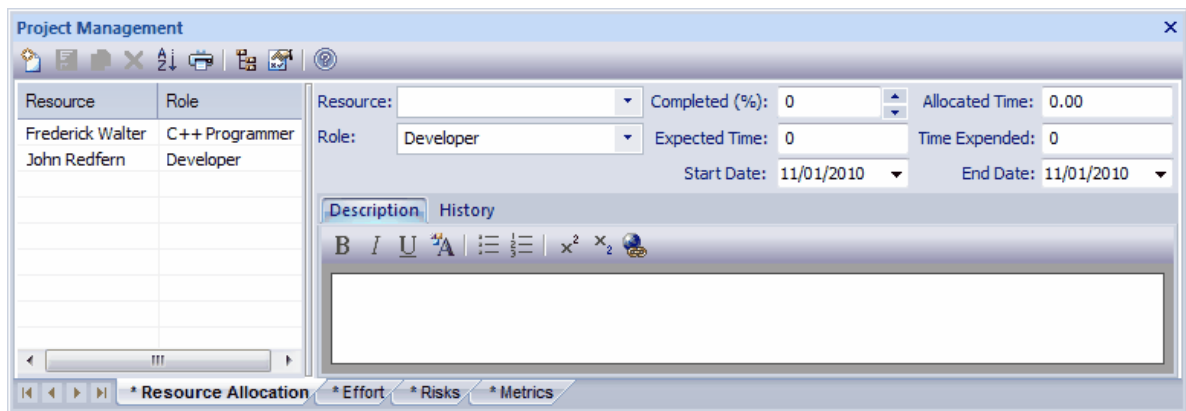 Project Management
Resource Role
Frederick Walter C++ Programmer
John Redfern Developer
Resource: Completed (%): 0 Allocated Time: 0.00
Role: Developer Expected Time: 0 Time Expended: 0
Start Date: 11/01/2010 End Date: 11/01/2010
Description History
B I U A x² x₂
* Resource Allocation * Effort * Risks * Metrics